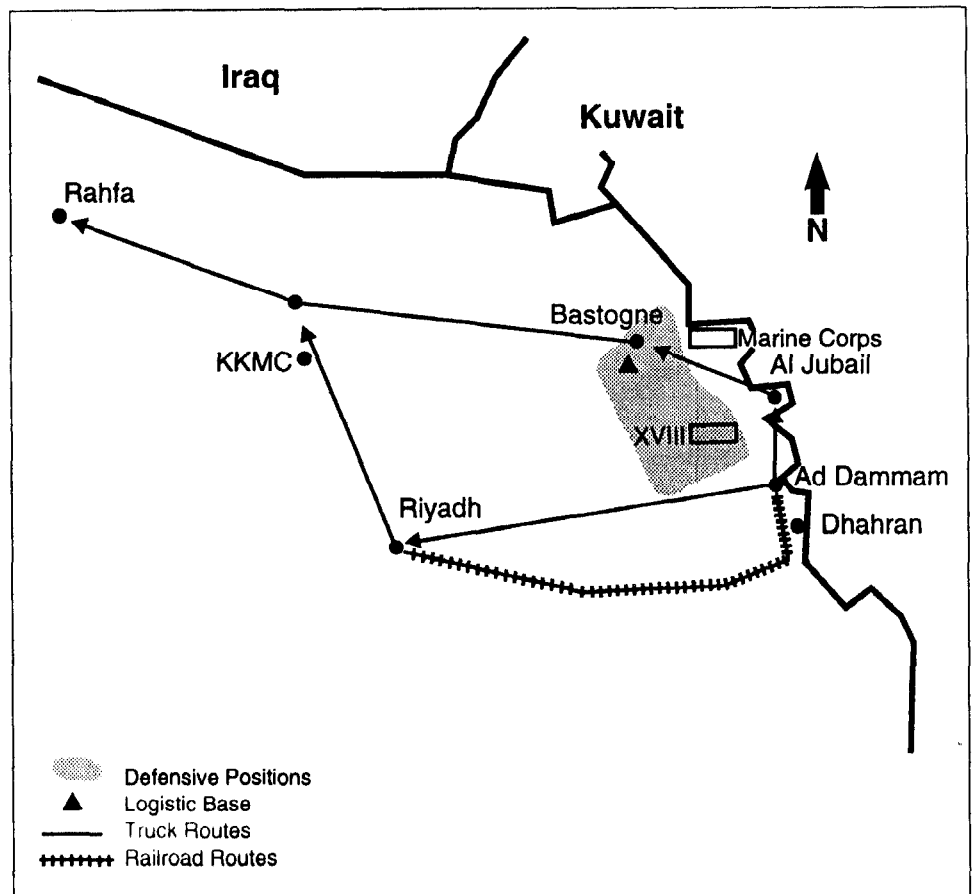 Iraq
Kuwait
Rahfa
N
Bastogne
Marine Corps
KKMC
Al Jubail
XVIII
Ad Dammam
Riyadh
Dhahran
Defensive Positions
Logistic Base
Truck Routes
Railroad Routes